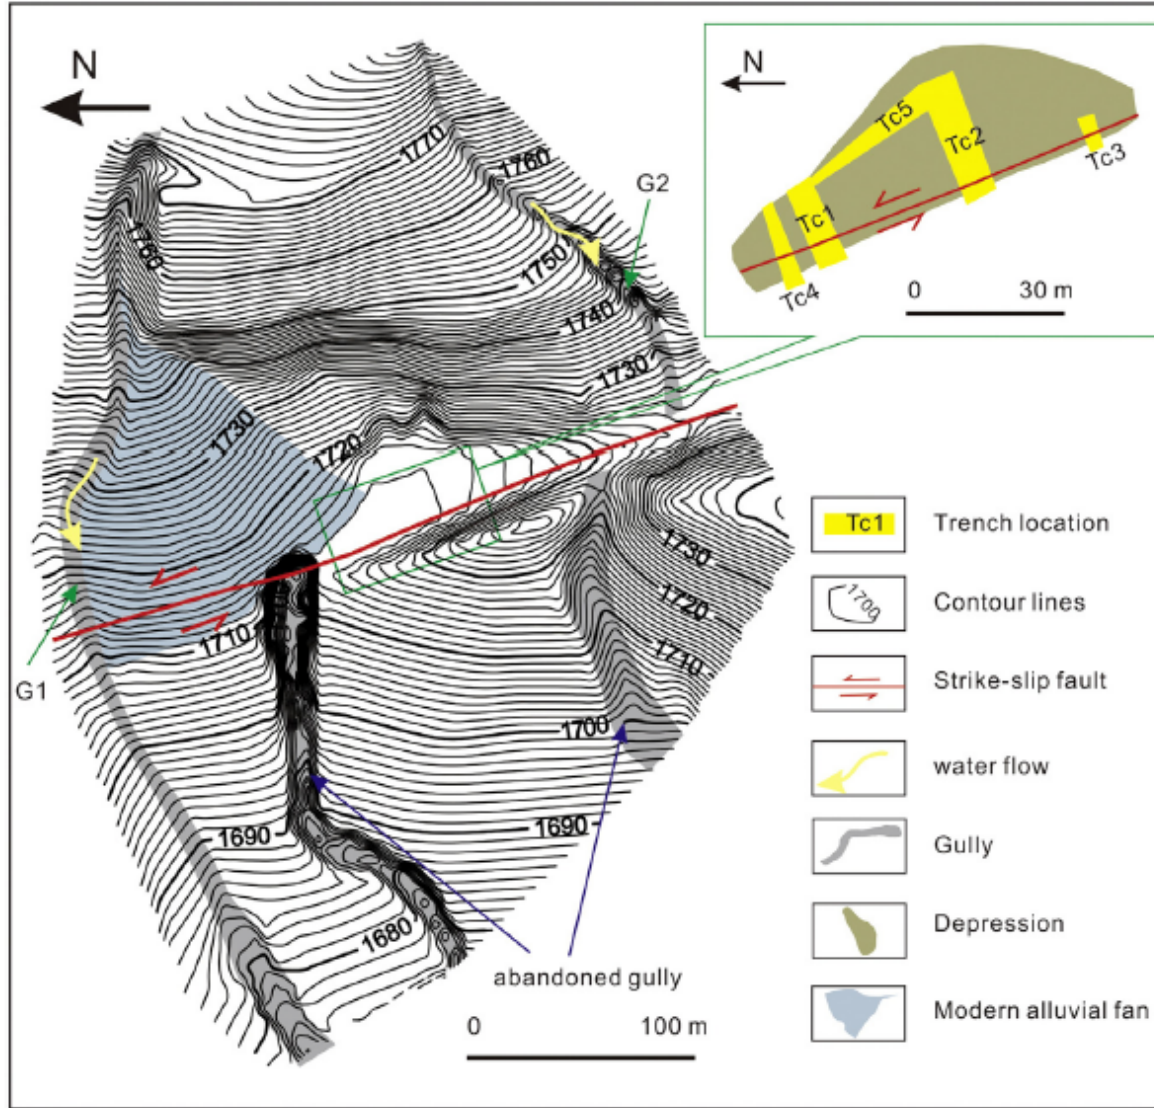 N
1770
1760
G2
1750
1760
1740
1730
1730
1720
1710
G1
1730
1720
1710
1700
1690
1690
1680
abandoned gully
0 100 m
N
Tc5
Tc2
Tc3
Tc1
Tc4
0 30 m
Tc1 Trench location
1700 Contour lines
Strike-slip fault
water flow
Gully
Depression
Modern alluvial fan